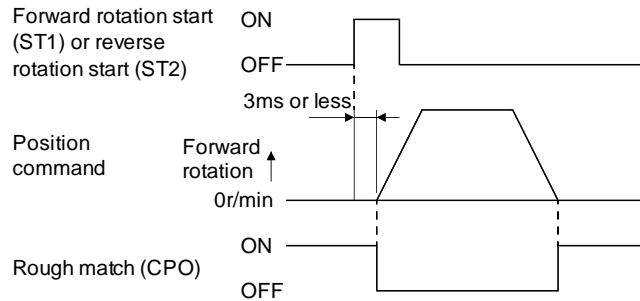 Forward rotation start
(ST1) or reverse
rotation start (ST2)
ON
OFF
3ms or less
Position
command
Forward
rotation
0r/min
Rough match (CPO)
ON
OFF